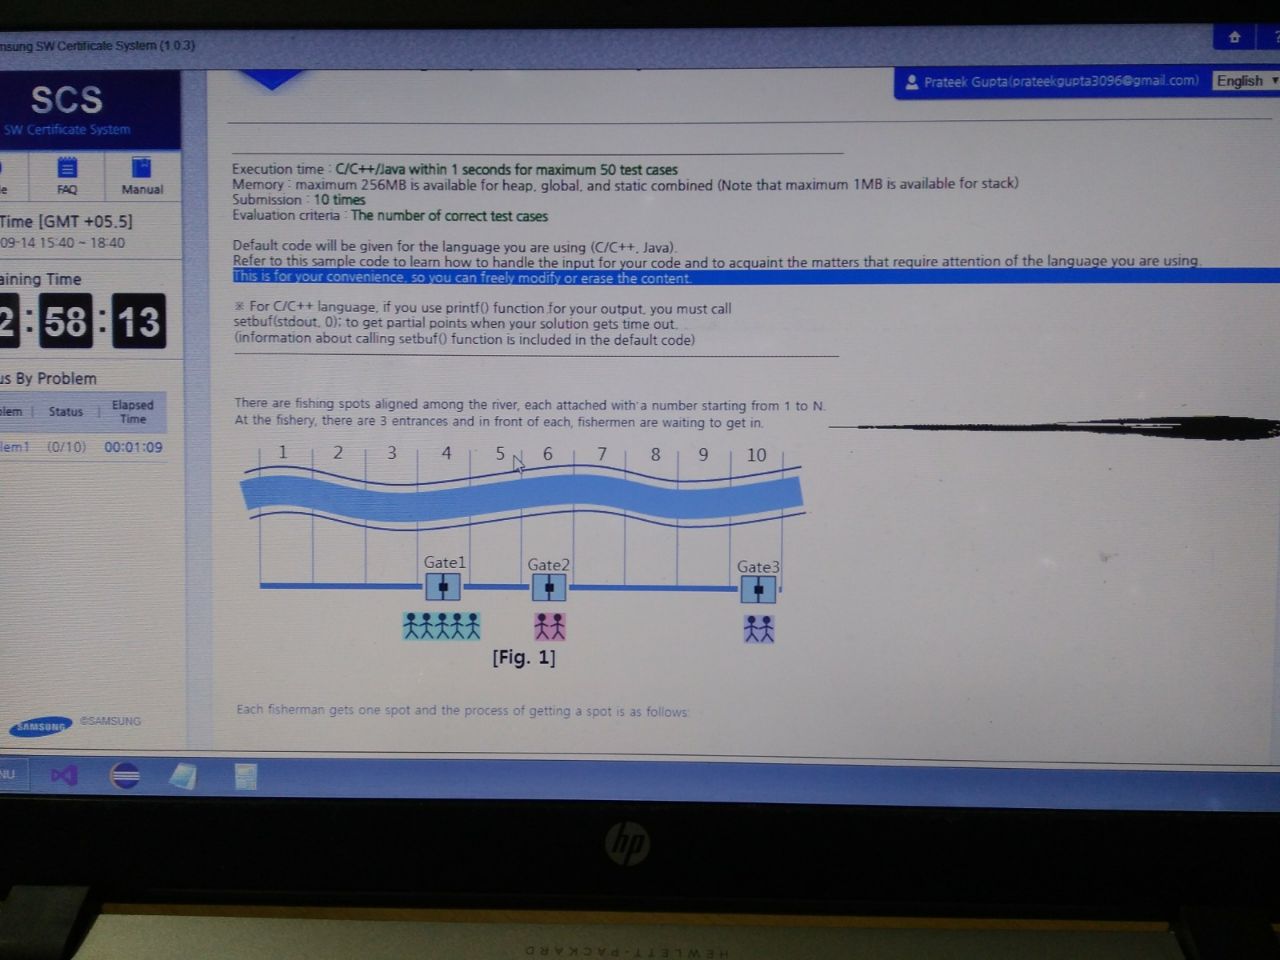 msung SW Certificate System (1.0.3)
SCS
SW Certificate System
Prateek Gupta(prateekgupta3096@gmail.com)
English
FAQ
Manual
Time [GMT +05.5]
09-14 15:40 ~ 18:40
aining Time
2:58:13
us By Problem
blem
Status
Elapsed Time
lem1
(0/10)
00:01:09
SAMSUNG
©SAMSUNG
Execution time : C/C++/Java within 1 seconds for maximum 50 test cases
Memory : maximum 256MB is available for heap, global, and static combined (Note that maximum 1MB is available for stack)
Submission : 10 times
Evaluation criteria : The number of correct test cases
Default code will be given for the language you are using (C/C++, Java).
Refer to this sample code to learn how to handle the input for your code and to acquaint the matters that require attention of the language you are using.
This is for your convenience, so you can freely modify or erase the content.
※ For C/C++ language, if you use printf() function for your output, you must call
setbuf(stdout, 0); to get partial points when your solution gets time out.
(information about calling setbuf() function is included in the default code)
There are fishing spots aligned among the river, each attached with a number starting from 1 to N.
At the fishery, there are 3 entrances and in front of each, fishermen are waiting to get in.
1 2 3 4 5 6 7 8 9 10
Gate1 Gate2 Gate3
[Fig. 1]
Each fisherman gets one spot and the process of getting a spot is as follows:
NU
hp
HEWLETT-PACKARD